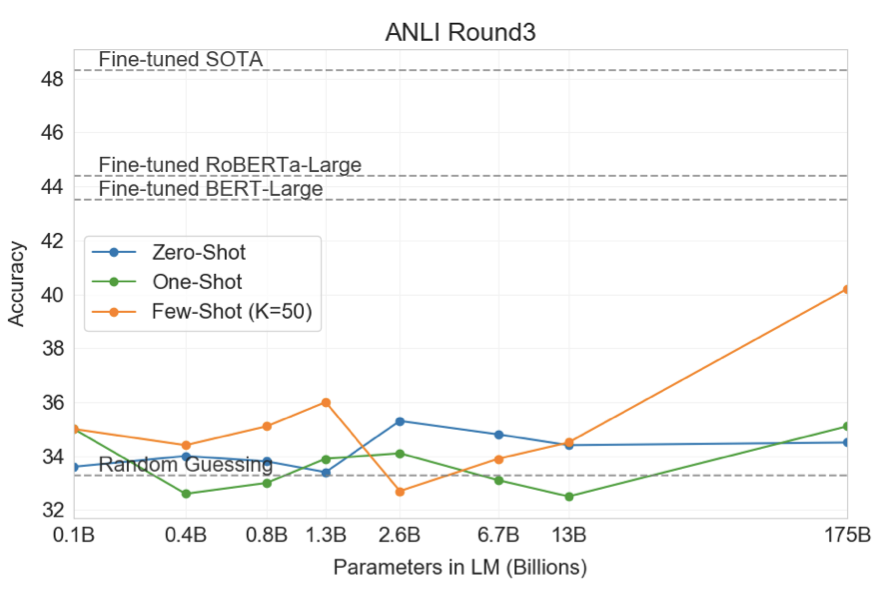 ANLI Round3
Fine-tuned SOTA
48
46
Fine-tuned RoBERTa-Large
44
Fine-tuned BERT-Large
42
Zero-Shot
One-Shot
Few-Shot (K=50)
Accuracy
40
38
36
34
Random Guessing
32
0.1B 0.4B 0.8B 1.3B 2.6B 6.7B 13B 175B
Parameters in LM (Billions)